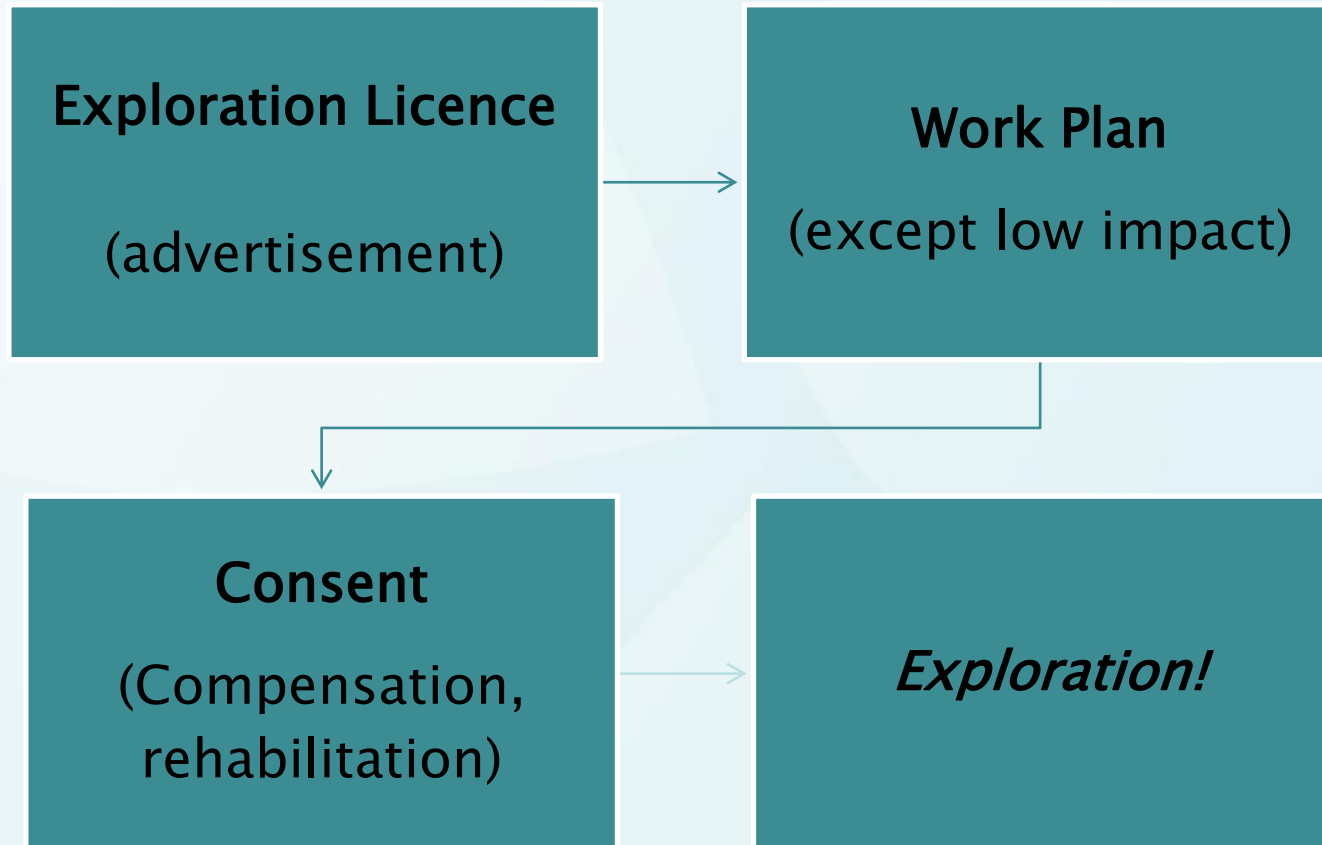 Exploration Licence
(advertisement)
Work Plan
(except low impact)
Consent
(Compensation,
rehabilitation)
Exploration!